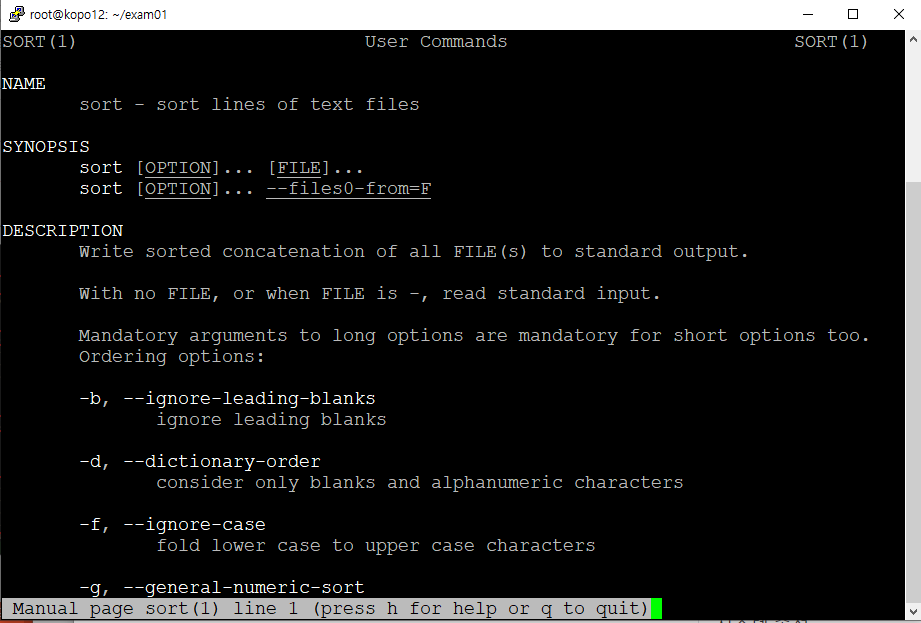 root@kopo12: ~/exam01
SORT(1) User Commands SORT(1)
NAME
sort - sort lines of text files
SYNOPSIS
sort [OPTION]... [FILE]...
sort [OPTION]... --files0-from=F
DESCRIPTION
Write sorted concatenation of all FILE(s) to standard output.
With no FILE, or when FILE is -, read standard input.
Mandatory arguments to long options are mandatory for short options too.
Ordering options:
-b, --ignore-leading-blanks
ignore leading blanks
-d, --dictionary-order
consider only blanks and alphanumeric characters
-f, --ignore-case
fold lower case to upper case characters
-g, --general-numeric-sort
Manual page sort(1) line 1 (press h for help or q to quit)